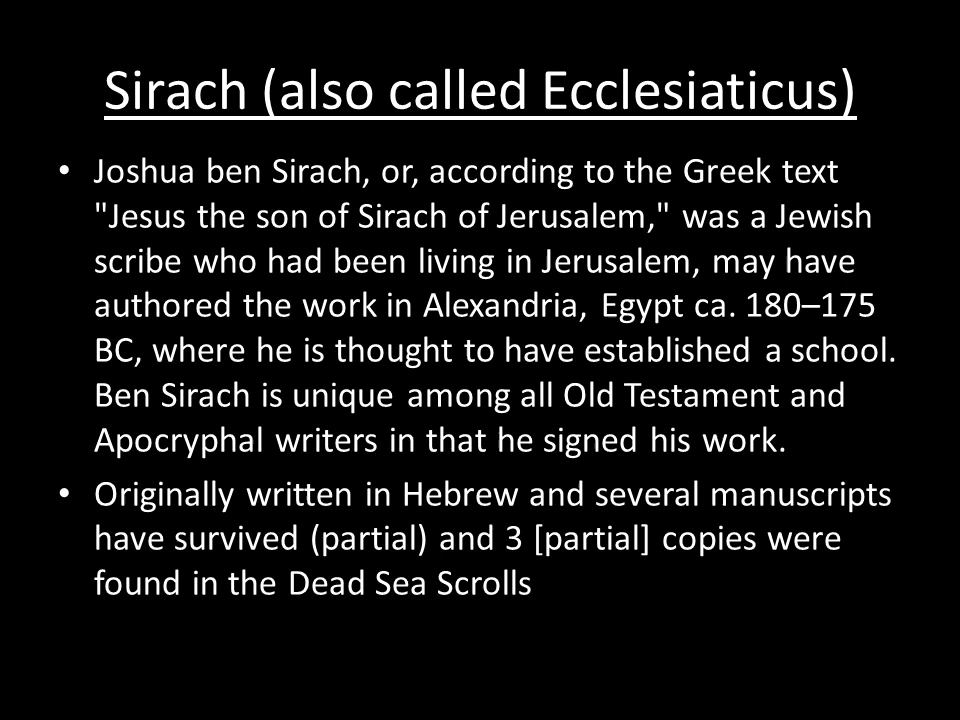 Sirach (also called Ecclesiaticus)
• Joshua ben Sirach, or, according to the Greek text
"Jesus the son of Sirach of Jerusalem," was a Jewish
scribe who had been living in Jerusalem, may have
authored the work in Alexandria, Egypt ca. 180–175
BC, where he is thought to have established a school.
Ben Sirach is unique among all Old Testament and
Apocryphal writers in that he signed his work.
• Originally written in Hebrew and several manuscripts
have survived (partial) and 3 [partial] copies were
found in the Dead Sea Scrolls